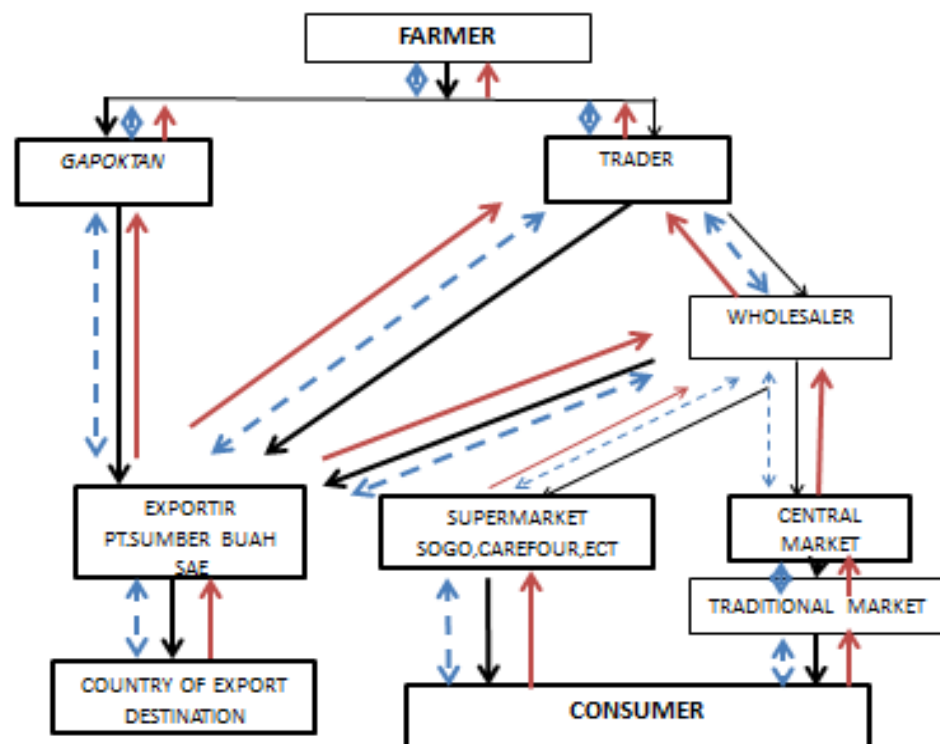 FARMER
GAPOKTAN
TRADER
WHOLESALER
EXPORTIR
PT.SUMBER BUAH
SAE
SUPERMARKET
SOGO,CAREFOUR,ECT
CENTRAL
MARKET
TRADITIONAL MARKET
COUNTRY OF EXPORT
DESTINATION
CONSUMER